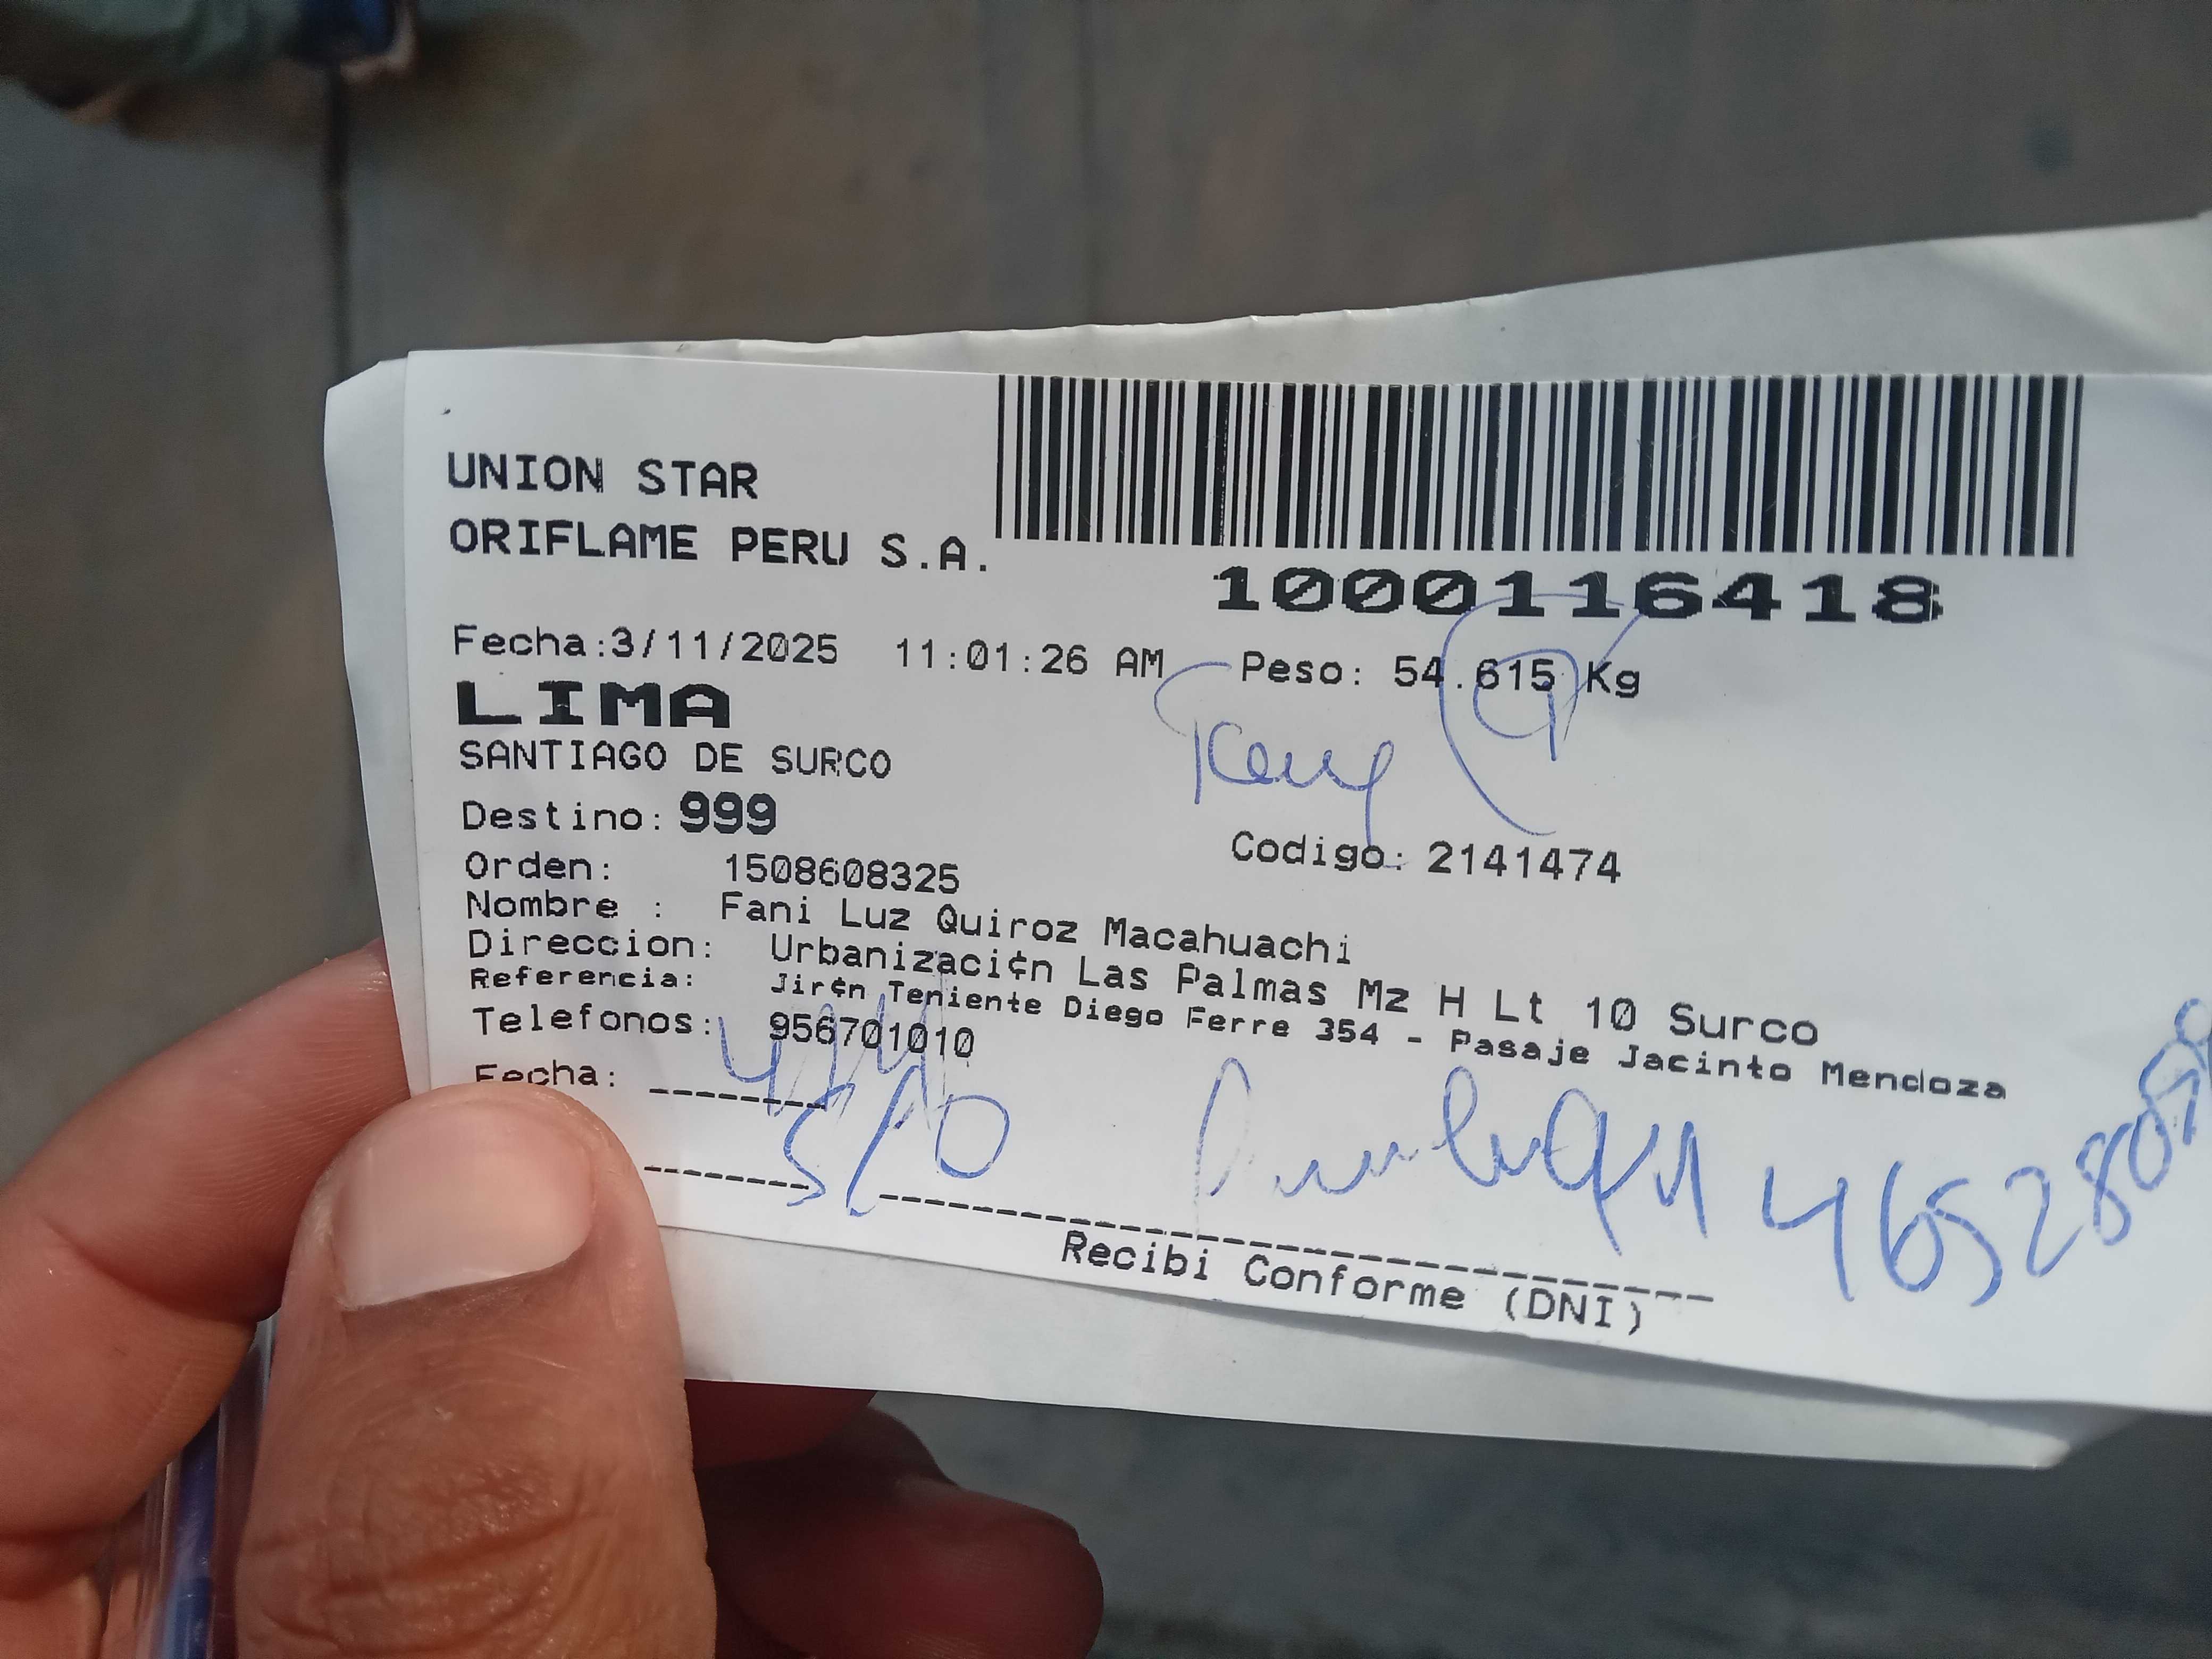 UNION STAR
ORIFLAME PERU S.A.
1000116418
Fecha:3/11/2025 11:01:26 AM Peso: 54.615 Kg
LIMA
SANTIAGO DE SURCO
Destino: 999
Codigo: 2141474
Orden: 1508608325
Nombre : Fani Luz Quiroz Macahuachi
Direccion: Urbanizaci¢n Las Palmas Mz H Lt 10 Surco
Referencia: Jir¢n Teniente Diego Ferre 354 - Pasaje Jacinto Mendoza
Telefonos: 956701010
Fecha:
Recibi Conforme (DNI)